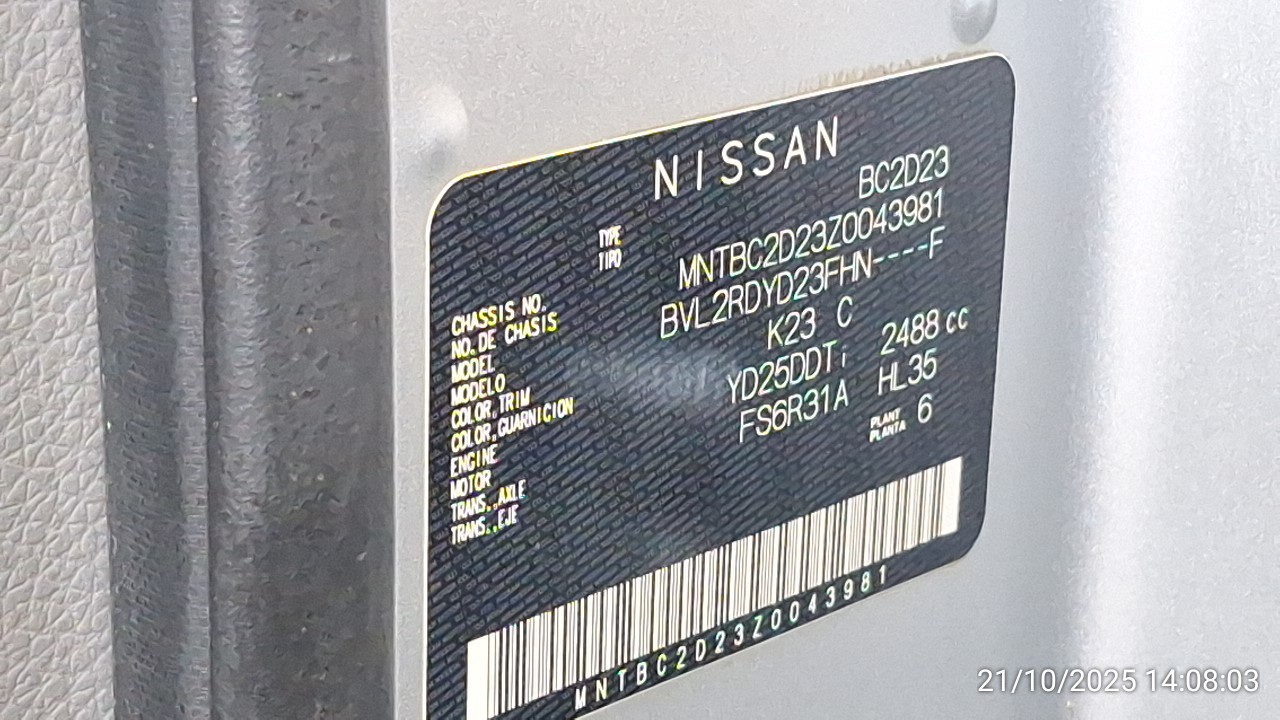 NISSAN
TYPE BC2D23
TIPO
CHASSIS NO. MNTBC2D23Z0043981
NO. DE CHASIS
MODEL BVL2RDYD23FHN----F
MODELO
COLOR, TRIM K23 C
COLOR, GUARNICION
ENGINE YD25DDTi 2488 cc
MOTOR
TRANS., AXLE FS6R31A HL35
TRANS., EJE
PLANT 6
PLANTA
MNTBC2D23Z0043981
21/10/2025 14:08:03